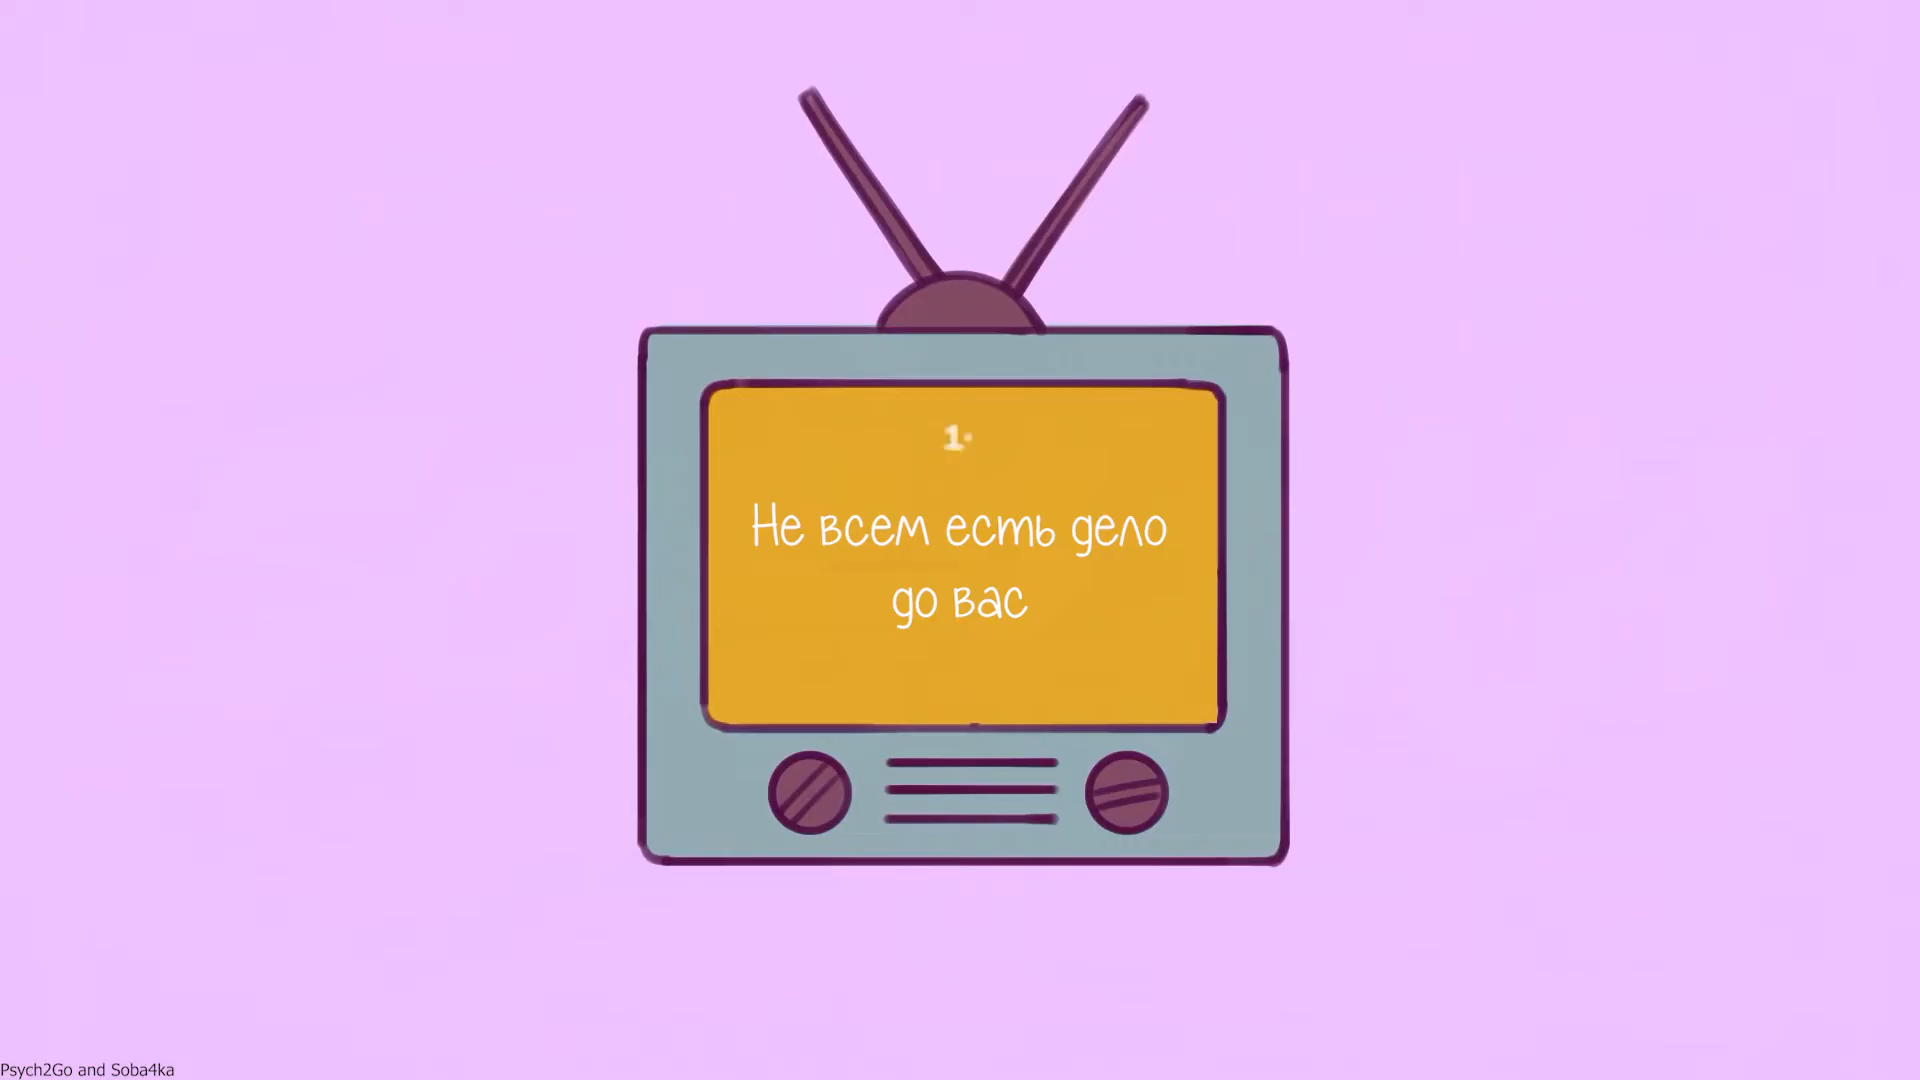 1.
Не всем есть дело
до вас
Psych2Go and Soba4ka